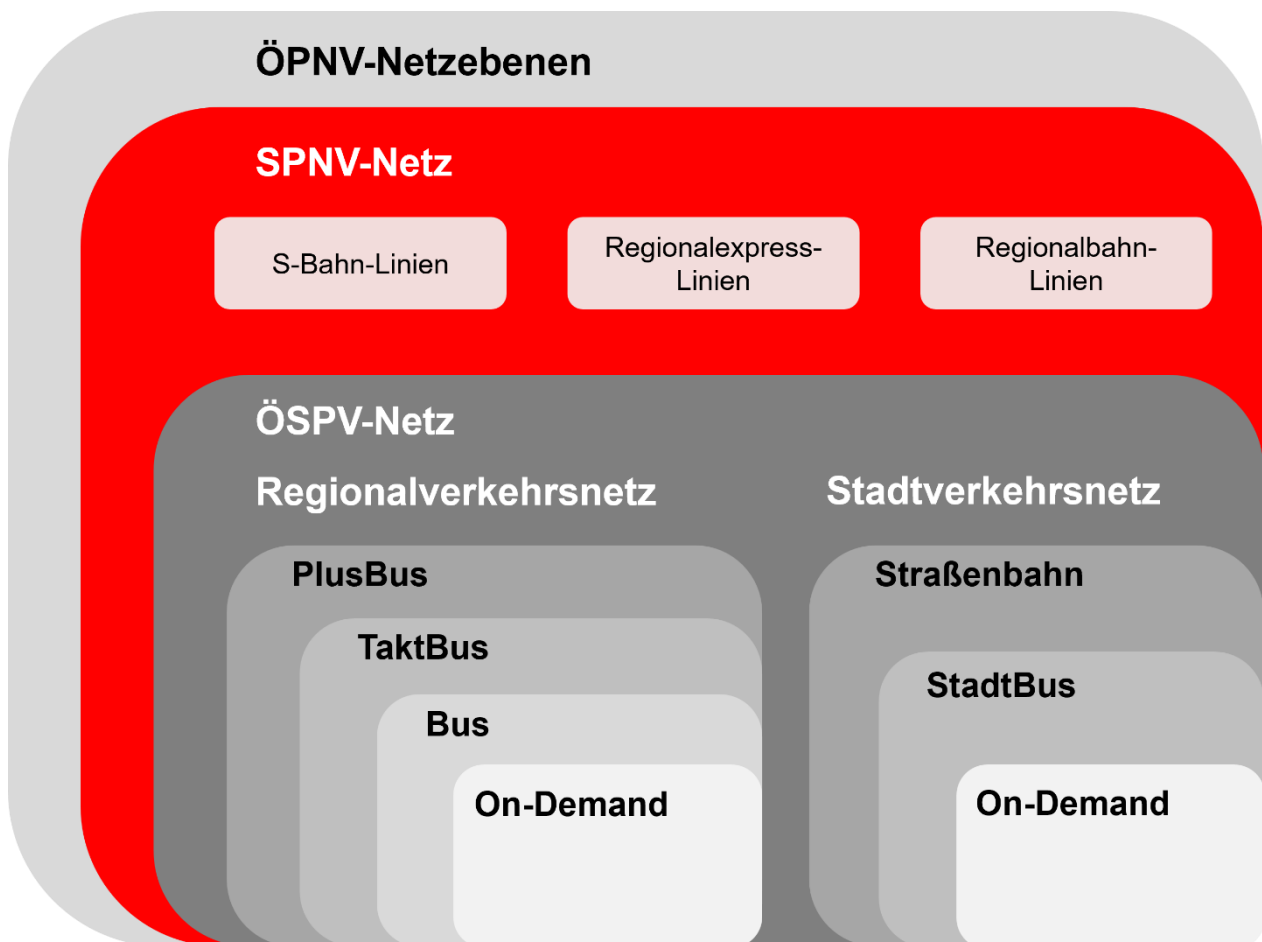 ÖPNV-Netzebenen
SPNV-Netz
S-Bahn-Linien
Regionalexpress-
Linien
Regionalbahn-
Linien
ÖSPV-Netz
Regionalverkehrsnetz
Stadtverkehrsnetz
PlusBus
TaktBus
Bus
On-Demand
Straßenbahn
StadtBus
On-Demand